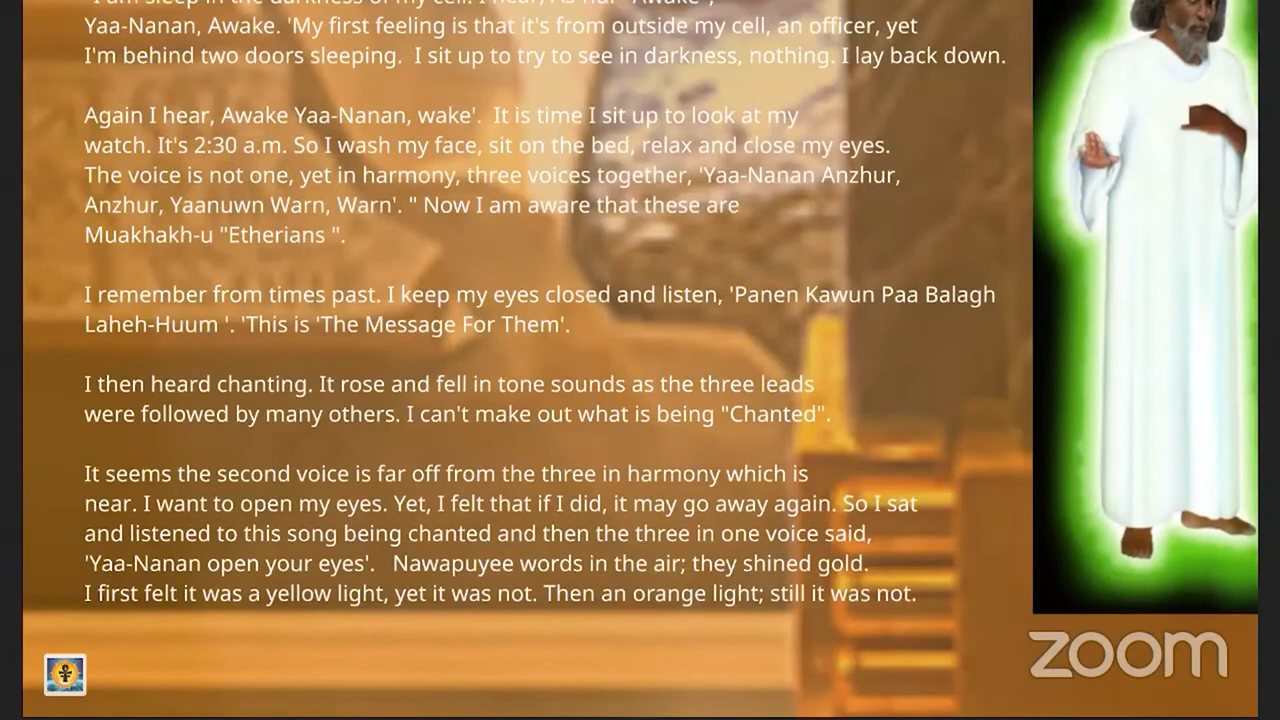 Yaa-Nanan, Awake. 'My first feeling is that it's from outside my cell, an officer, yet
I'm behind two doors sleeping.  I sit up to try to see in darkness, nothing. I lay back down.
Again I hear, Awake Yaa-Nanan, wake'.  It is time I sit up to look at my
watch. It's 2:30 a.m. So I wash my face, sit on the bed, relax and close my eyes.
The voice is not one, yet in harmony, three voices together, 'Yaa-Nanan Anzhur,
Anzhur, Yaanuwn Warn, Warn'. " Now I am aware that these are
Muakhakh-u "Etherians ".
I remember from times past. I keep my eyes closed and listen, 'Panen Kawun Paa Balagh
Laheh-Huum '. 'This is 'The Message For Them'.
I then heard chanting. It rose and fell in tone sounds as the three leads
were followed by many others. I can't make out what is being "Chanted".
It seems the second voice is far off from the three in harmony which is
near. I want to open my eyes. Yet, I felt that if I did, it may go away again. So I sat
and listened to this song being chanted and then the three in one voice said,
'Yaa-Nanan open your eyes'.   Nawapuyee words in the air; they shined gold.
I first felt it was a yellow light, yet it was not. Then an orange light; still it was not.
zoom